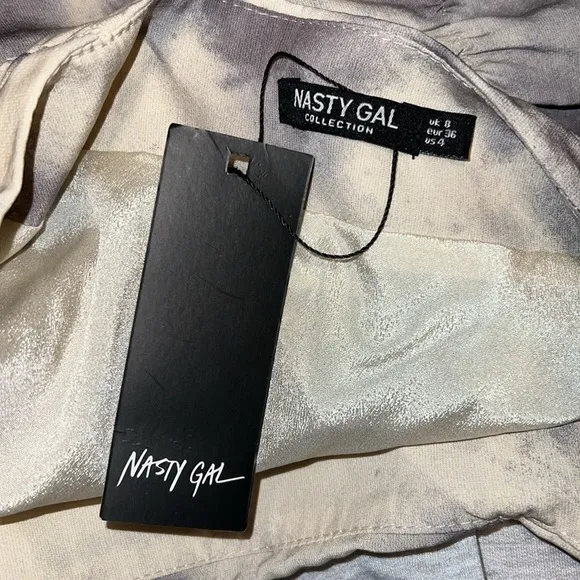 NASTY GAL
COLLECTION
uk 8
eur 36
us 4
NASTY GAL